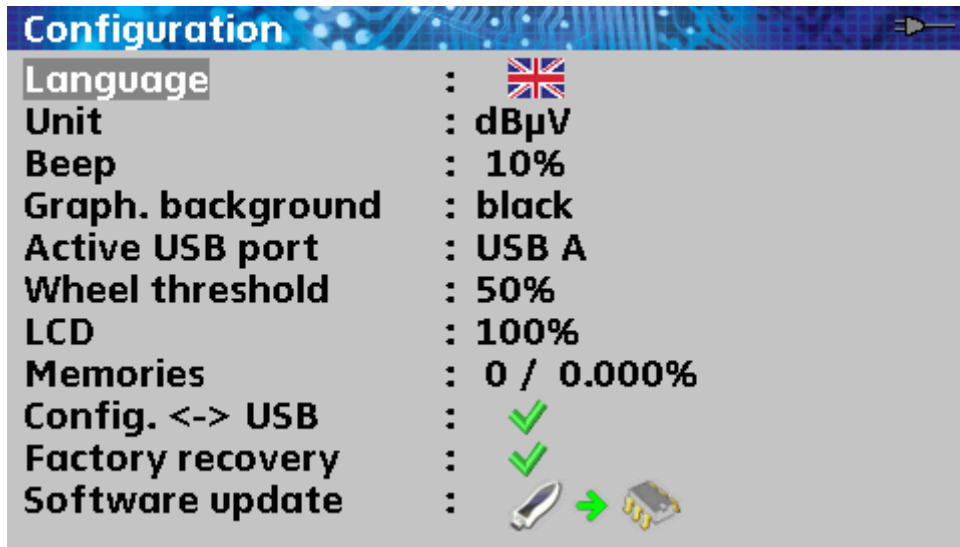 Configuration
Language :
Unit : dBµV
Beep : 10%
Graph. background : black
Active USB port : USB A
Wheel threshold : 50%
LCD : 100%
Memories : 0 / 0.000%
Config. <-> USB :
Factory recovery :
Software update :